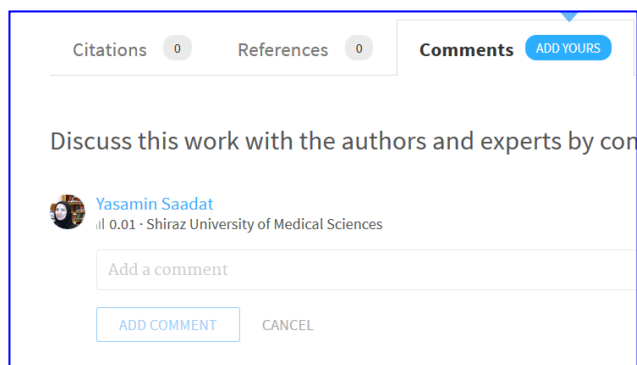 Citations 0 References 0 Comments ADD YOURS
Discuss this work with the authors and experts by
Yasamin Saadat
0.01 · Shiraz University of Medical Sciences
Add a comment
ADD COMMENT CANCEL